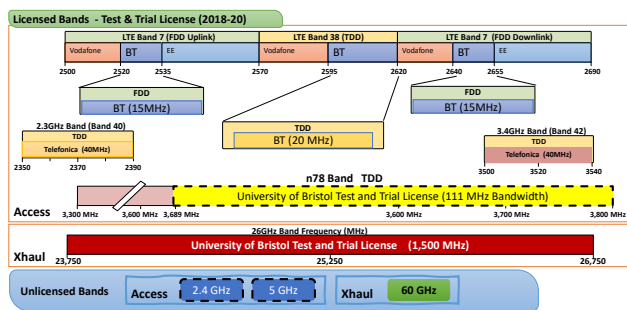 Licensed Bands - Test & Trial License (2018-20)
LTE Band 7 (FDD Uplink) LTE Band 38 (TDD) LTE Band 7 (FDD Downlink)
Vodafone BT EE Vodafone BT Vodafone BT EE
2500 2520 2535 2570 2595 2620 2640 2655 2690
FDD
BT (15MHz)
TDD
BT (20 MHz)
FDD
BT (15MHz)
2.3GHz Band (Band 40)
TDD
Telefonica (40MHz)
2350 2370 2390
3.4GHz Band (Band 42)
TDD
Telefonica (40MHz)
3500 3520 3540
n78 Band TDD
University of Bristol Test and Trial License (111 MHz Bandwidth)
Access
3,300 MHz 3,600 MHz 3,689 MHz 3,600 MHz 3,700 MHz 3,800 MHz
26GHz Band Frequency (MHz)
University of Bristol Test and Trial License (1,500 MHz)
Xhaul
23,750 25,250 26,750
Unlicensed Bands Access 2.4 GHz 5 GHz Xhaul 60 GHz